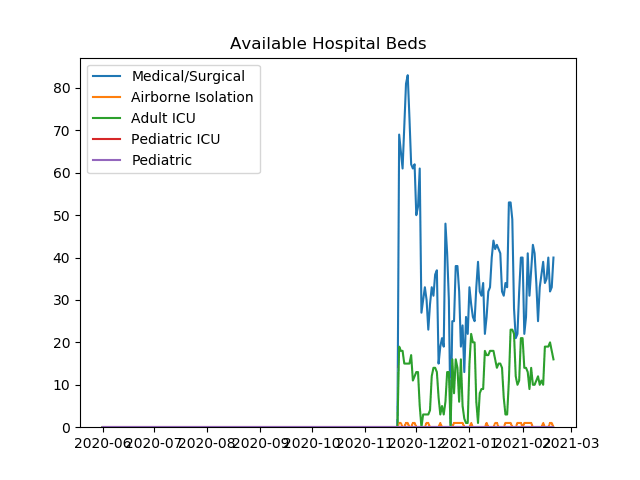 Available Hospital Beds
Medical/Surgical
Airborne Isolation
Adult ICU
Pediatric ICU
Pediatric
80
70
60
50
40
30
20
10
0
2020-06 2020-07 2020-08 2020-09 2020-10 2020-11 2020-12 2021-01 2021-02 2021-03